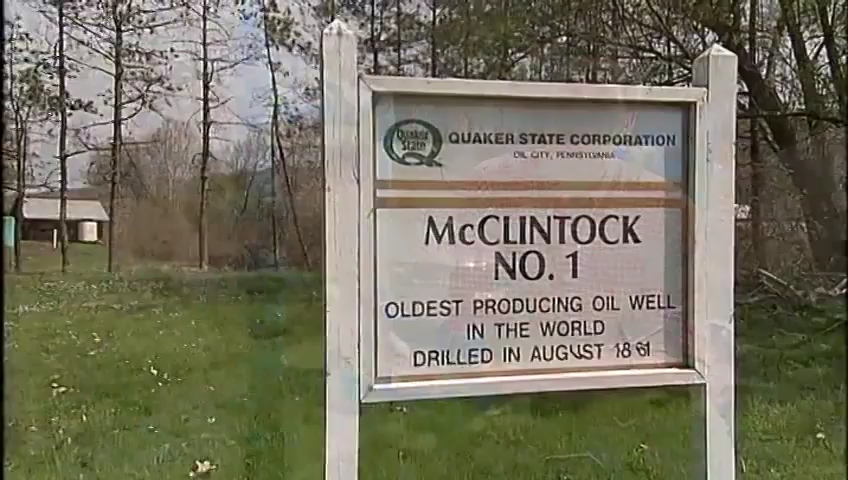 Quaker
State
QUAKER STATE CORPORATION
OIL CITY, PENNSYLVANIA
McCLINTOCK
NO. 1
OLDEST PRODUCING OIL WELL
IN THE WORLD
DRILLED IN AUGUST 1861